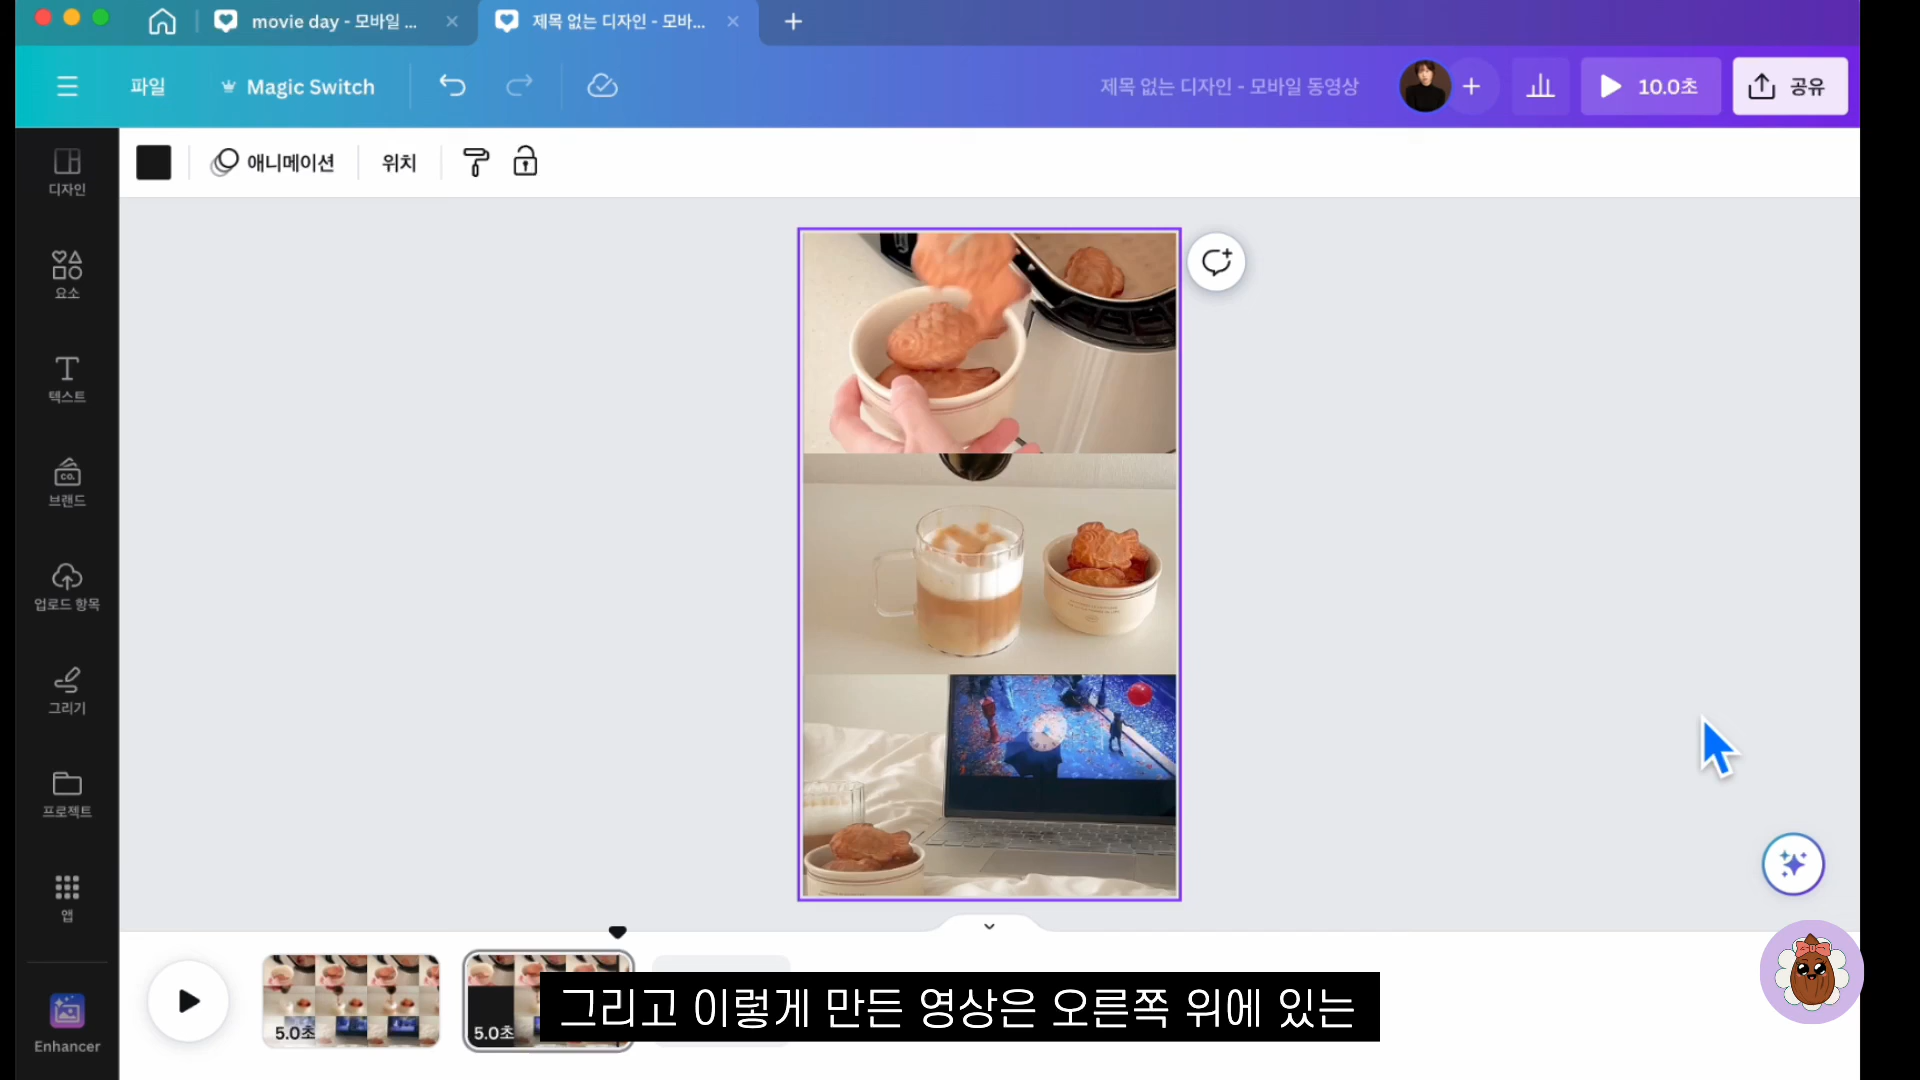 movie day - 모바일 ...
제목 없는 디자인 - 모바...
파일
Magic Switch
제목 없는 디자인 - 모바일 동영상
10.0초
공유
애니메이션
위치
디자인
요소
텍스트
CO.
브랜드
업로드 항목
그리기
프로젝트
앱
Enhancer
5.0초
5.0초
그리고 이렇게 만든 영상은 오른쪽 위에 있는